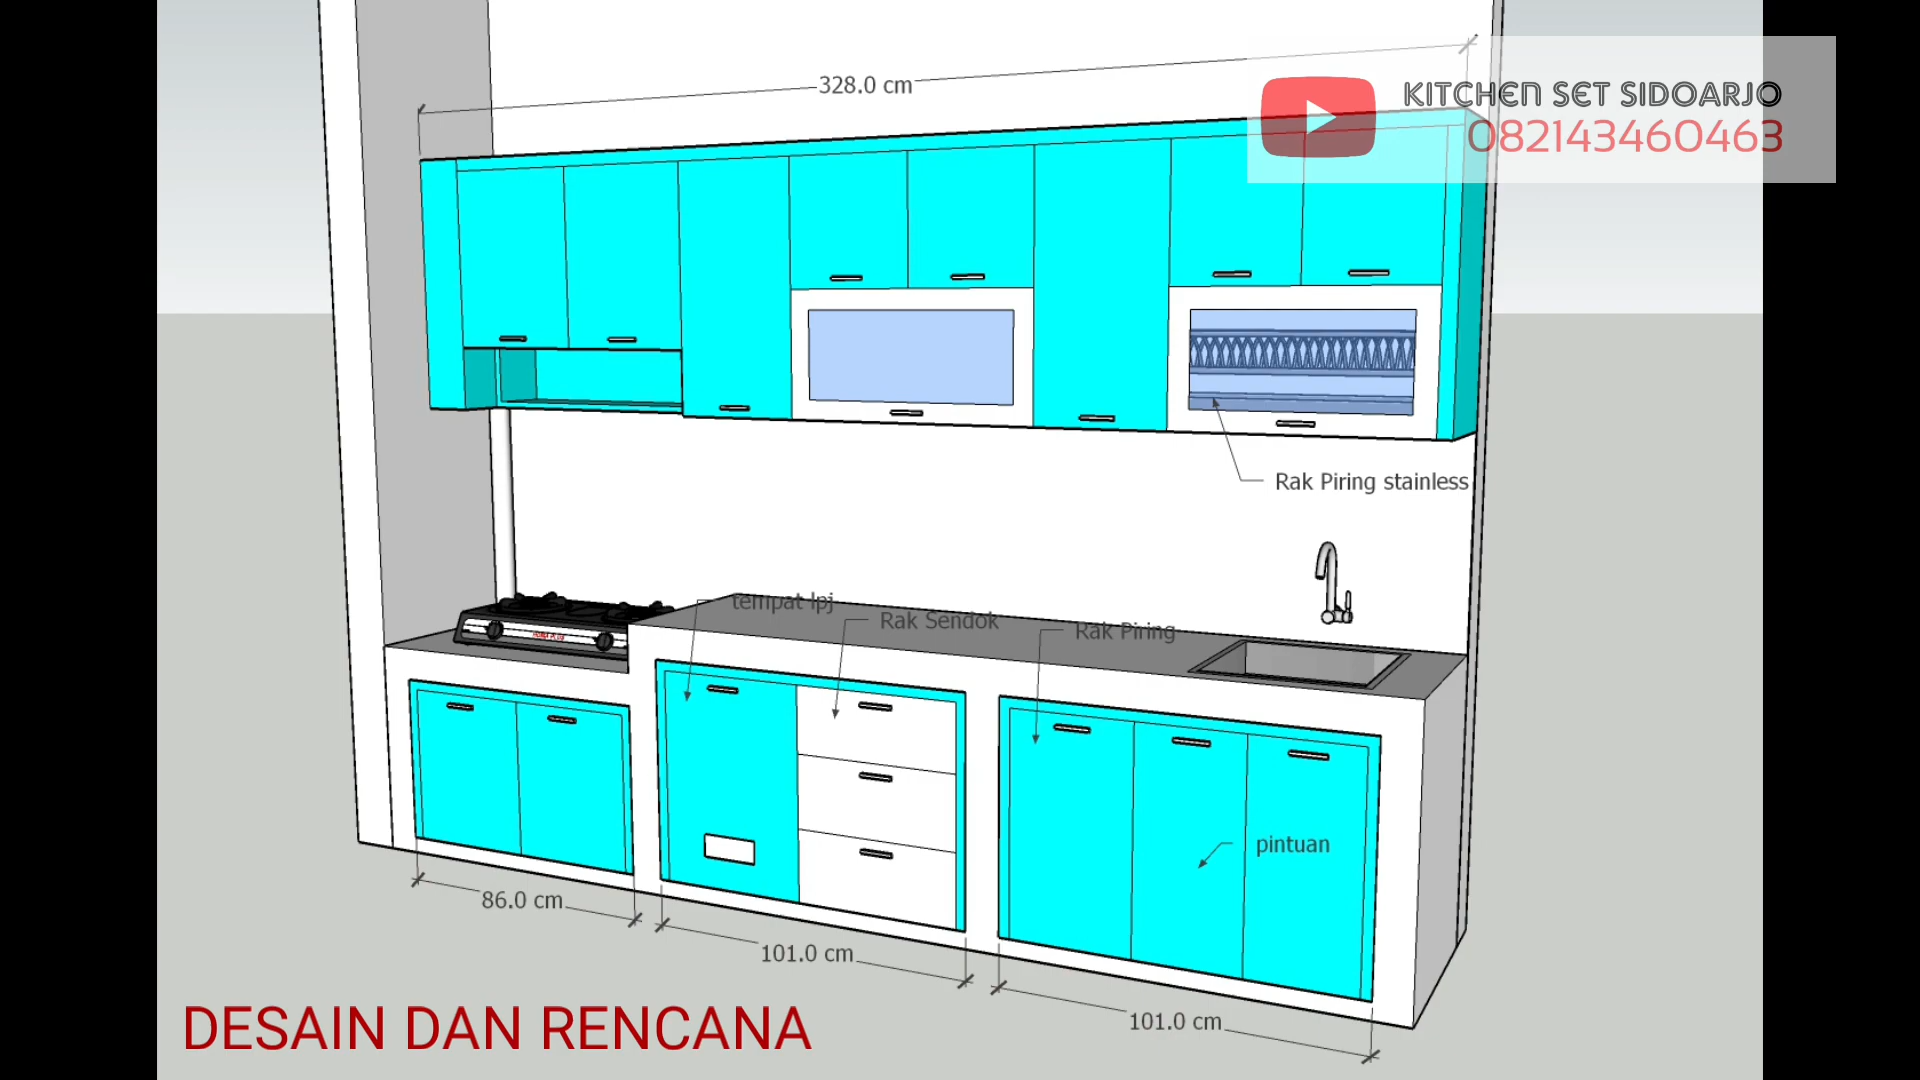 328.0 cm
KITCHEN SET SIDOARJO
082143460463
Rak Piring stainless
tempat lpj
Rak Sendok
Rak Piring
pintuan
86.0 cm
101.0 cm
101.0 cm
DESAIN DAN RENCANA